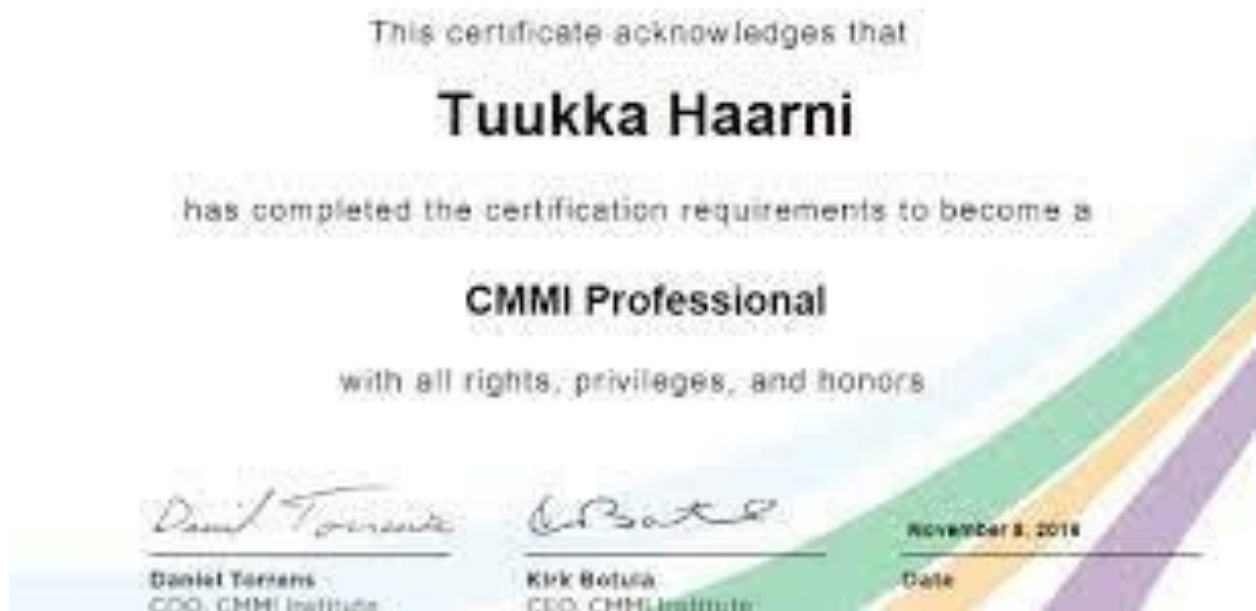 This certificate acknowledges that
Tuukka Haarni
has completed the certification requirements to become a
CMMI Professional
with all rights, privileges, and honors
Daniel Torrens
Kirk Botula
November
Date
COO, CMMI Institute
CEO, CMMI Institute